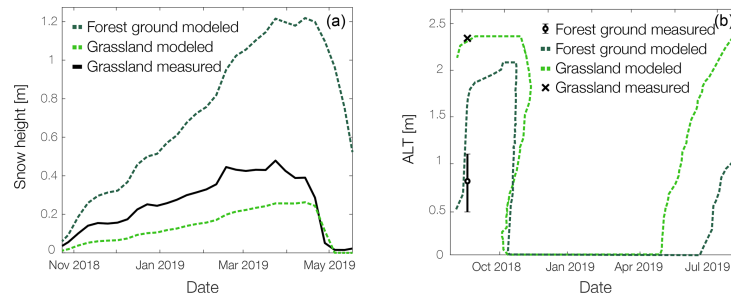 (a)
Forest ground modeled
Grassland modeled
Grassland measured
1.2
1
0.8
0.6
0.4
0.2
0
Snow height [m]
Nov 2018
Jan 2019
Mar 2019
May 2019
Date
(b)
Forest ground measured
Forest ground modeled
Grassland modeled
Grassland measured
2.5
2
1.5
1
0.5
0
ALT [m]
Oct 2018
Jan 2019
Apr 2019
Jul 2019
Date